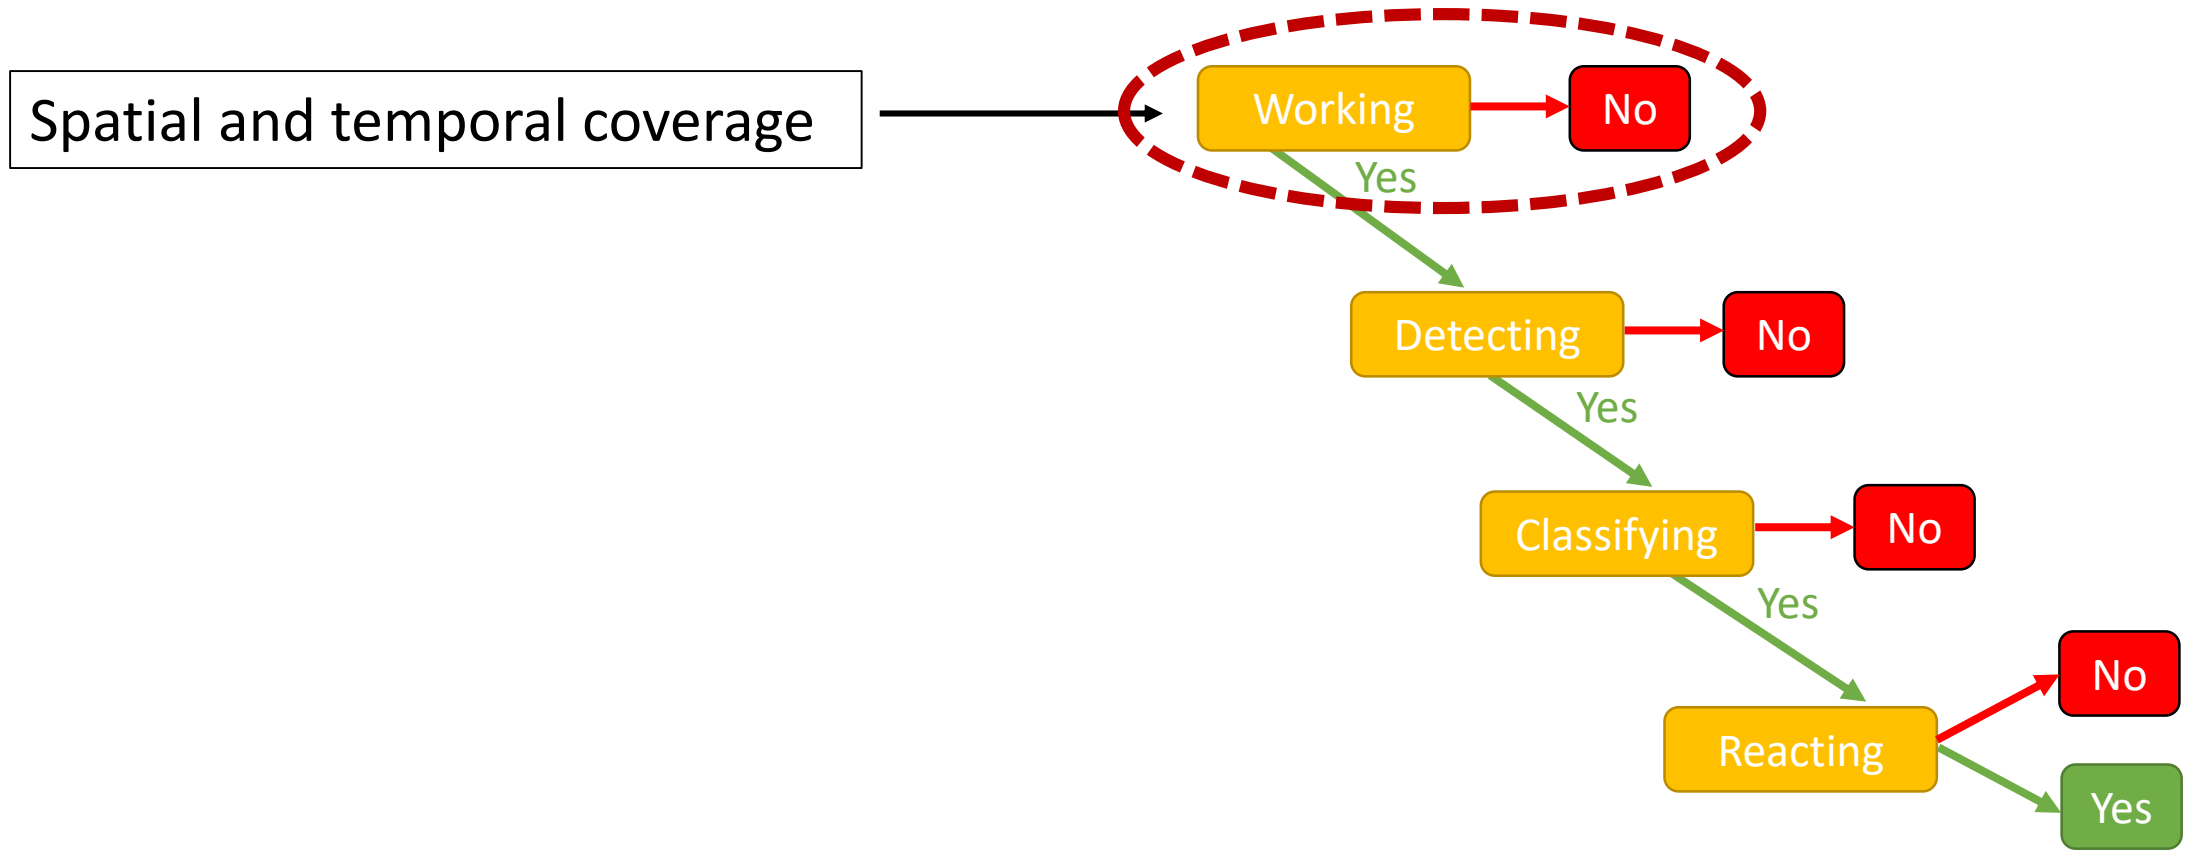 Spatial and temporal coverage
Working
No
Yes
Detecting
No
Yes
Classifying
No
Yes
Reacting
No
Yes